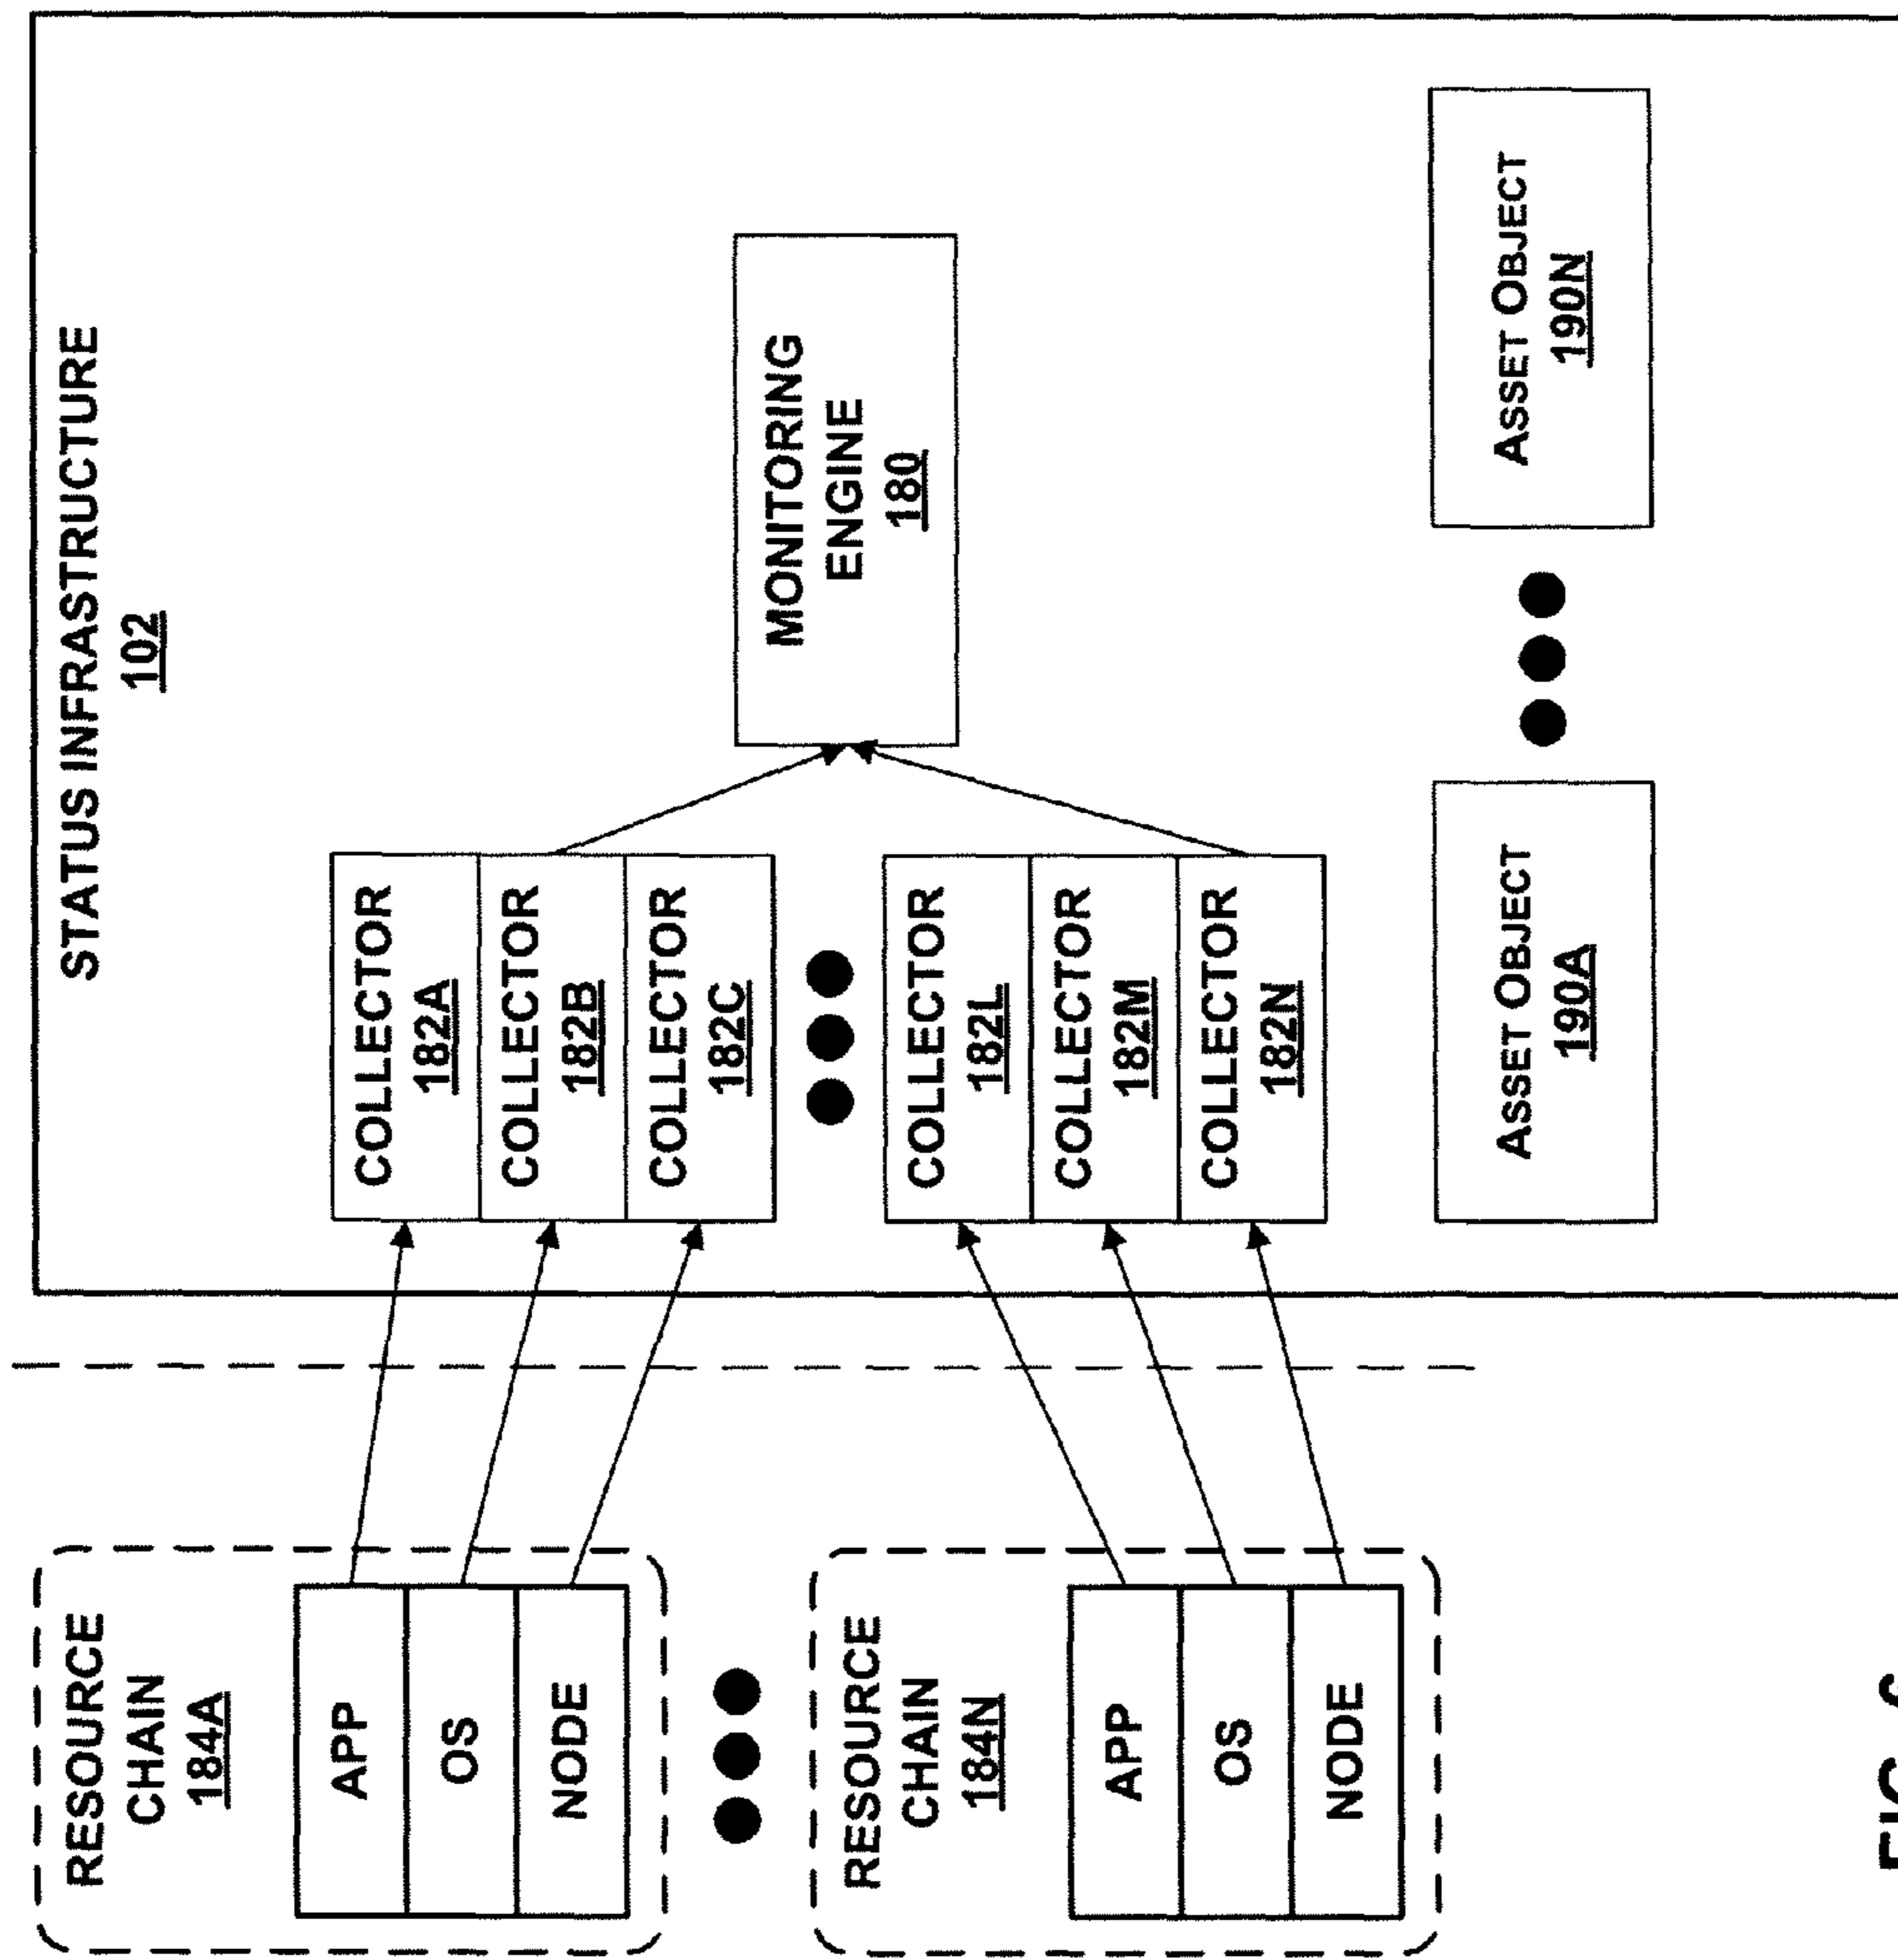 STATUS INFRASTRUCTURE
102
RESOURCE
CHAIN
184A
APP
OS
NODE
COLLECTOR
182A
COLLECTOR
182B
COLLECTOR
182C
MONITORING
ENGINE
180
RESOURCE
CHAIN
184N
APP
OS
NODE
COLLECTOR
182L
COLLECTOR
182M
COLLECTOR
182N
ASSET OBJECT
190A
ASSET OBJECT
190N